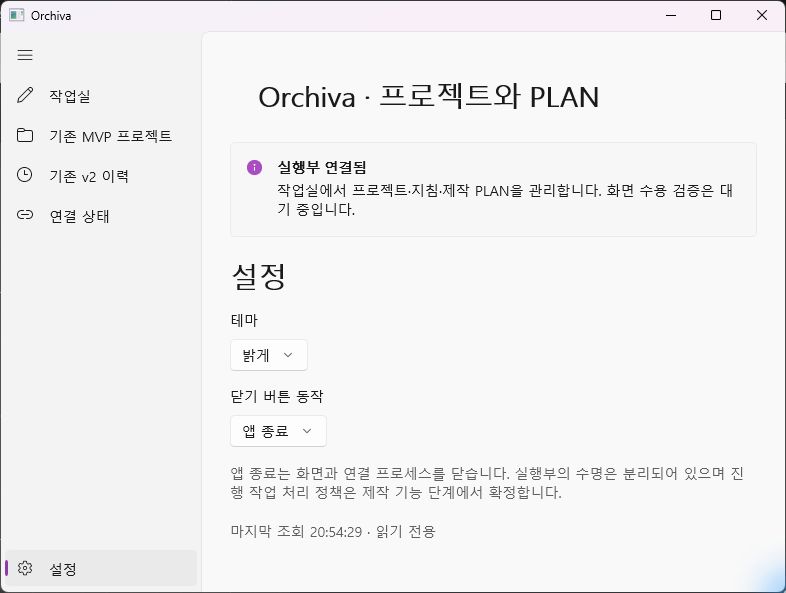 Orchiva
작업실
기존 MVP 프로젝트
기존 v2 이력
연결 상태
설정
Orchiva · 프로젝트와 PLAN
실행부 연결됨
작업실에서 프로젝트·지침·제작 PLAN을 관리합니다. 화면 수용 검증은 대
기 중입니다.
설정
테마
밝게
닫기 버튼 동작
앱 종료
앱 종료는 화면과 연결 프로세스를 닫습니다. 실행부의 수명은 분리되어 있으며 진
행 작업 처리 정책은 제작 기능 단계에서 확정합니다.
마지막 조회 20:54:29 · 읽기 전용